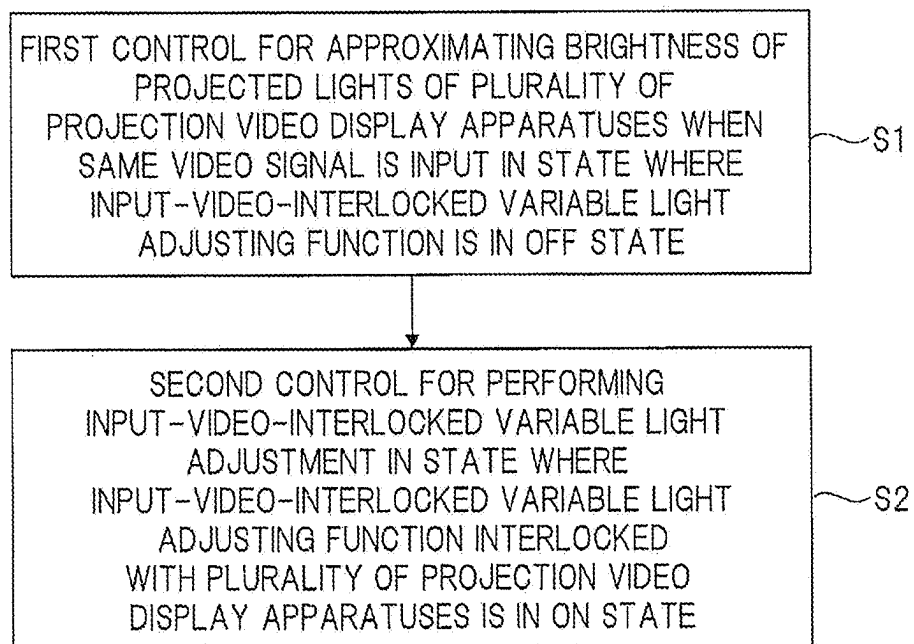 FIRST CONTROL FOR APPROXIMATING BRIGHTNESS OF
PROJECTED LIGHTS OF PLURALITY OF
PROJECTION VIDEO DISPLAY APPARATUSES WHEN
SAME VIDEO SIGNAL IS INPUT IN STATE WHERE
INPUT-VIDEO-INTERLOCKED VARIABLE LIGHT
ADJUSTING FUNCTION IS IN OFF STATE
S1
SECOND CONTROL FOR PERFORMING
INPUT-VIDEO-INTERLOCKED VARIABLE LIGHT
ADJUSTMENT IN STATE WHERE
INPUT-VIDEO-INTERLOCKED VARIABLE LIGHT
ADJUSTING FUNCTION INTERLOCKED
WITH PLURALITY OF PROJECTION VIDEO
DISPLAY APPARATUSES IS IN ON STATE
S2